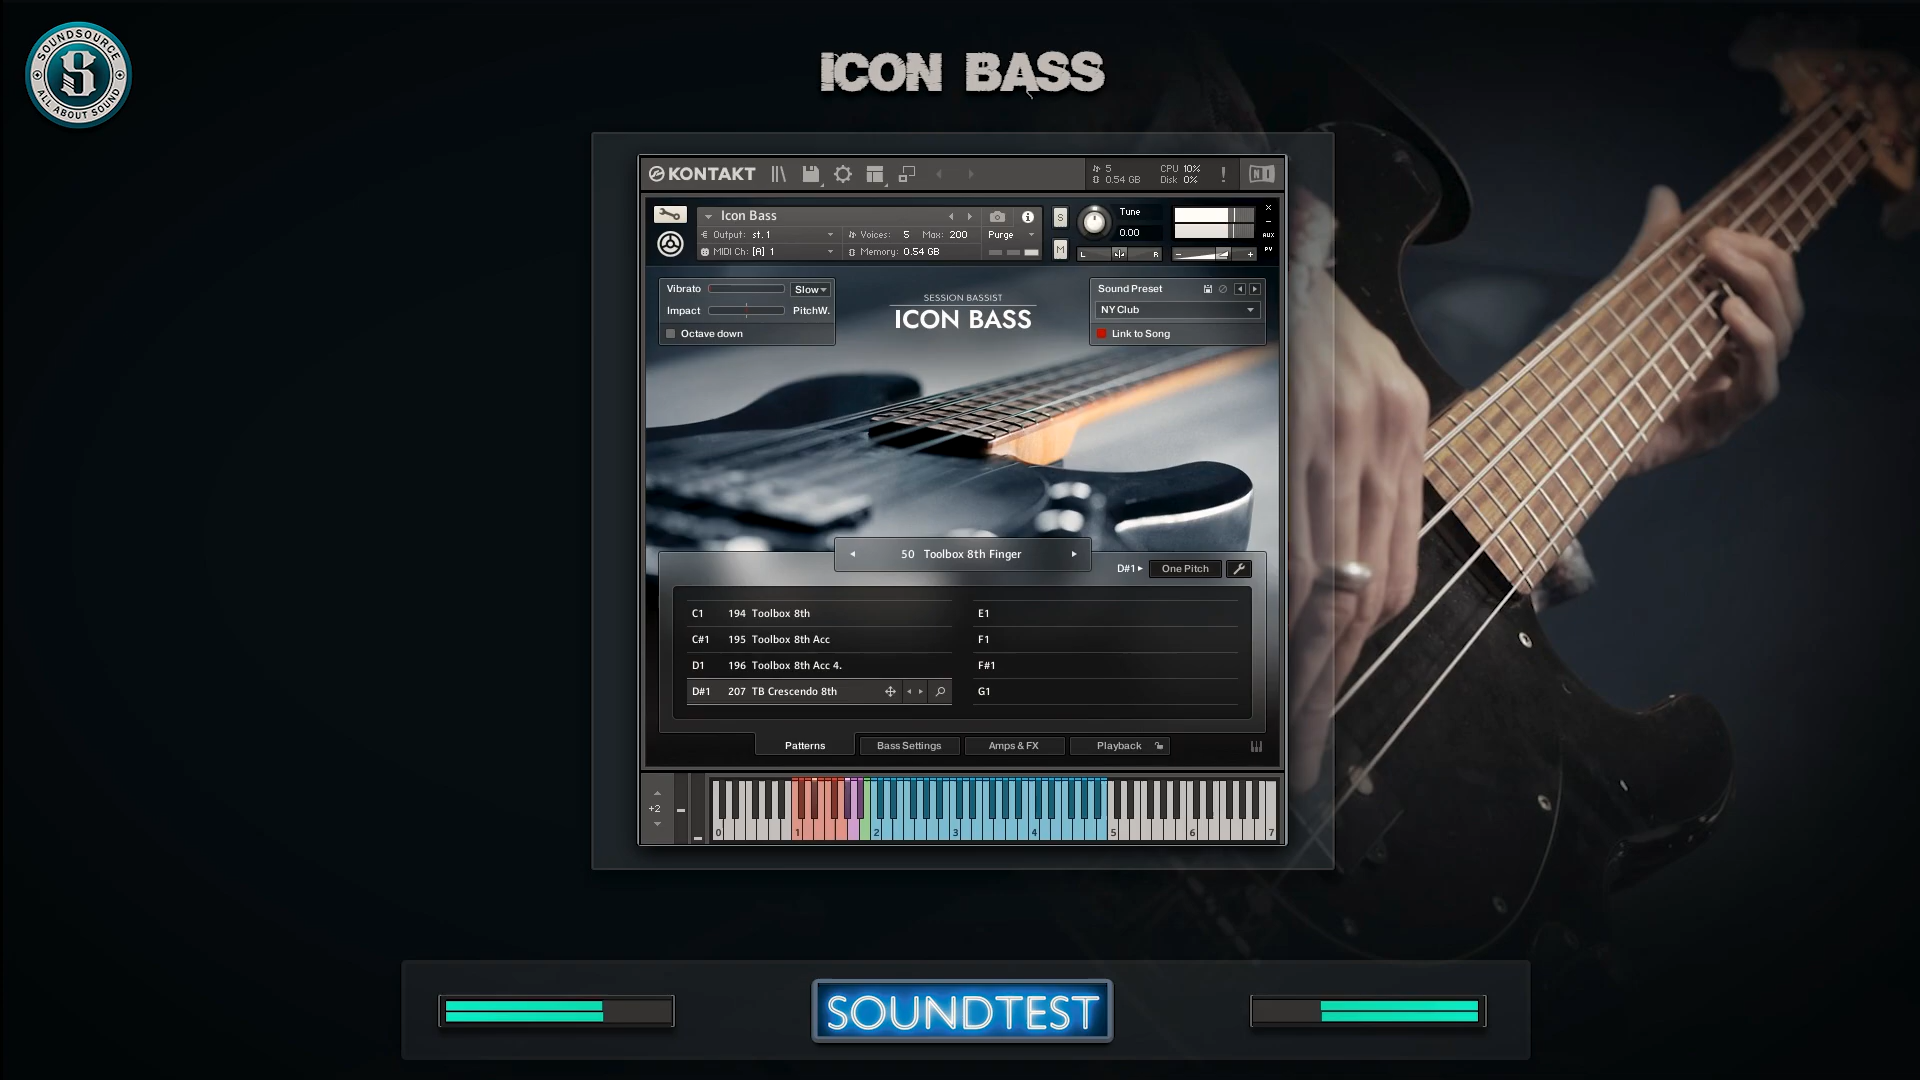 SOUNDSOURCE
S
ALL ABOUT SOUND
ICON BASS
KONTAKT
5
0.54 GB
CPU 10%
Disk 0%
!
NI
Icon Bass
Output: st.1
Voices: 5 Max: 200
Purge
MIDI Ch: [A] 1
Memory: 0.54 GB
S
M
Tune
0.00
L
R
-
+
×
-
AUX
PV
Vibrato
Slow
Impact
PitchW.
Octave down
SESSION BASSIST
ICON BASS
Sound Preset
NY Club
Link to Song
50 Toolbox 8th Finger
D#1
One Pitch
C1 194 Toolbox 8th
C#1 195 Toolbox 8th Acc
D1 196 Toolbox 8th Acc 4.
D#1 207 TB Crescendo 8th
E1
F1
F#1
G1
Patterns
Bass Settings
Amps & FX
Playback
+2
0 1 2 3 4 5 6 7
SOUNDTEST